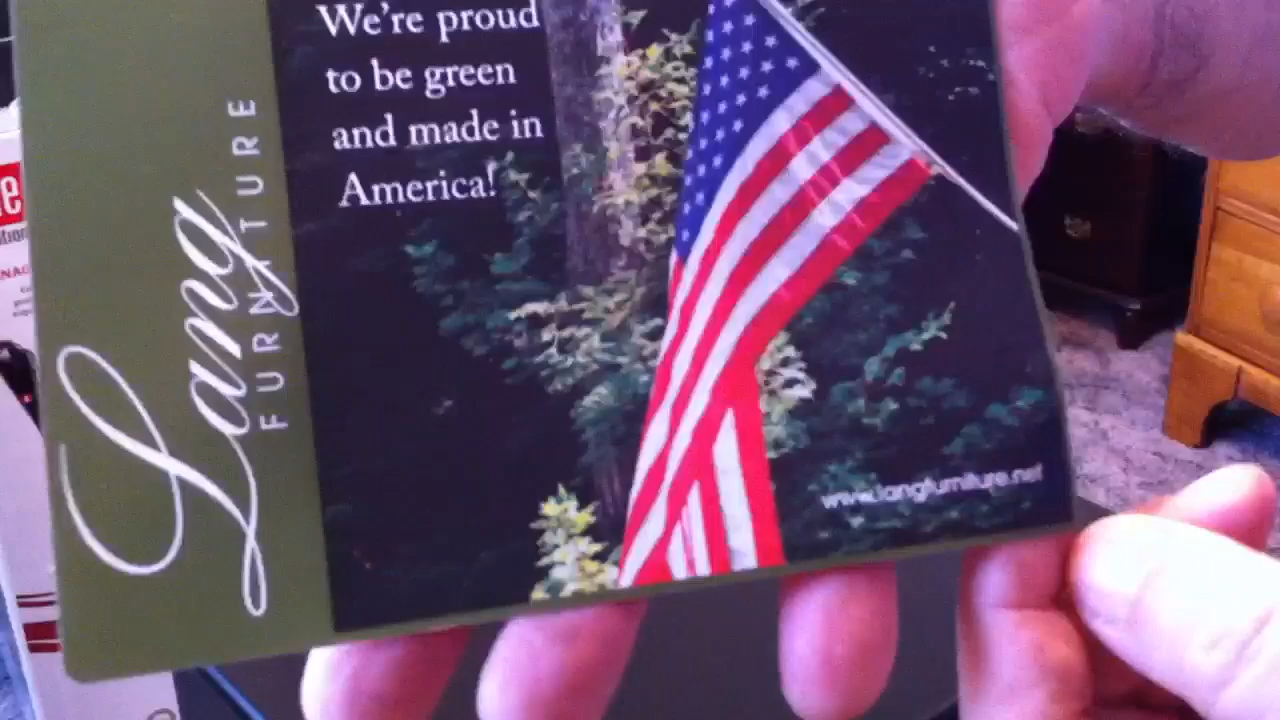 We're proud
to be green
and made in
America!
Lang
FURNITURE
www.langfurniture.net